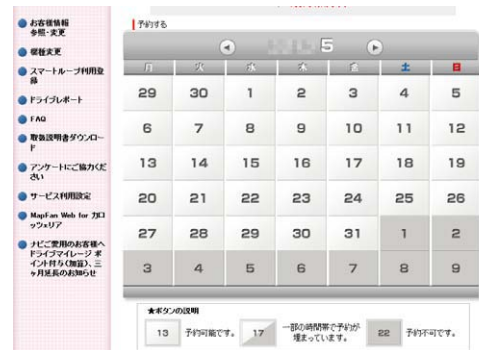 お客様情報
参照・変更
機種変更
スマートループ利用登
録
ドライブレポート
FAQ
取扱説明書ダウンロー
ド
アンケートにご協力くだ
さい
サービス利用設定
MapFan Web for カロ
ッツェリア
ナビご愛用のお客様へ
ドライブマイレージ ポ
イント付与(加算)、三
ヶ月延長のお知らせ
予約する
5
月 火 水 木 金 土 日
29 30 1 2 3 4 5
6 7 8 9 10 11 12
13 14 15 16 17 18 19
20 21 22 23 24 25 26
27 28 29 30 31 1 2
3 4 5 6 7 8 9
★ボタンの説明
13 予約可能です。 17 一部の時間帯で予約が
埋まっています。 22 予約不可です。